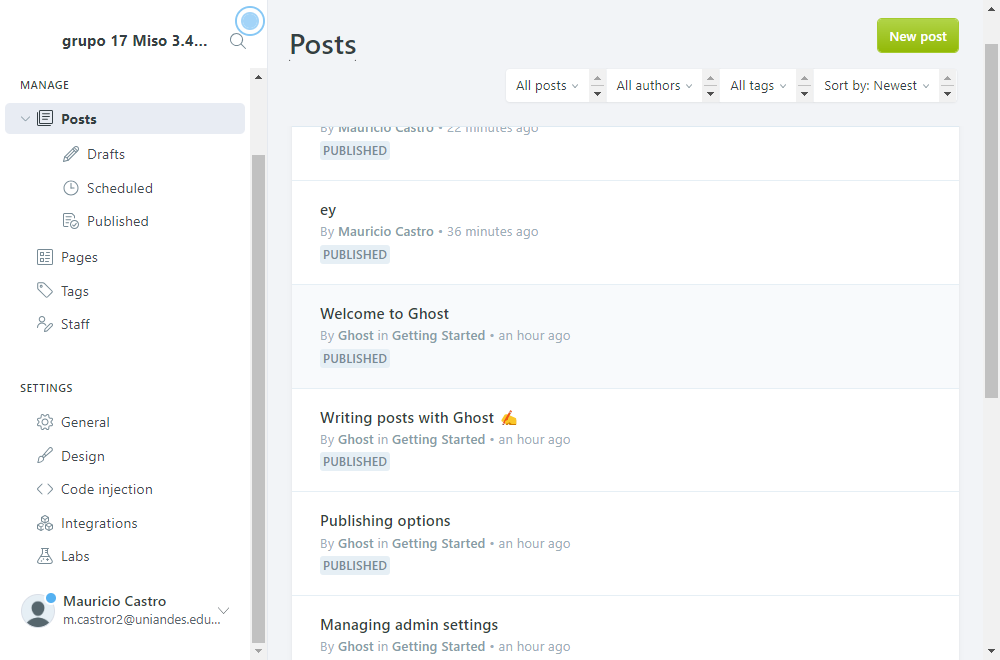 grupo 17 Miso 3.4...
MANAGE
Posts
Drafts
Scheduled
Published
Pages
Tags
Staff
SETTINGS
General
Design
Code injection
Integrations
Labs
Mauricio Castro
m.castror2@uniandes.edu...
Posts
New post
All posts
All authors
All tags
Sort by: Newest
By Mauricio Castro • 22 minutes ago
PUBLISHED
ey
By Mauricio Castro • 36 minutes ago
PUBLISHED
Welcome to Ghost
By Ghost in Getting Started • an hour ago
PUBLISHED
Writing posts with Ghost ✍️
By Ghost in Getting Started • an hour ago
PUBLISHED
Publishing options
By Ghost in Getting Started • an hour ago
PUBLISHED
Managing admin settings
By Ghost in Getting Started • an hour ago